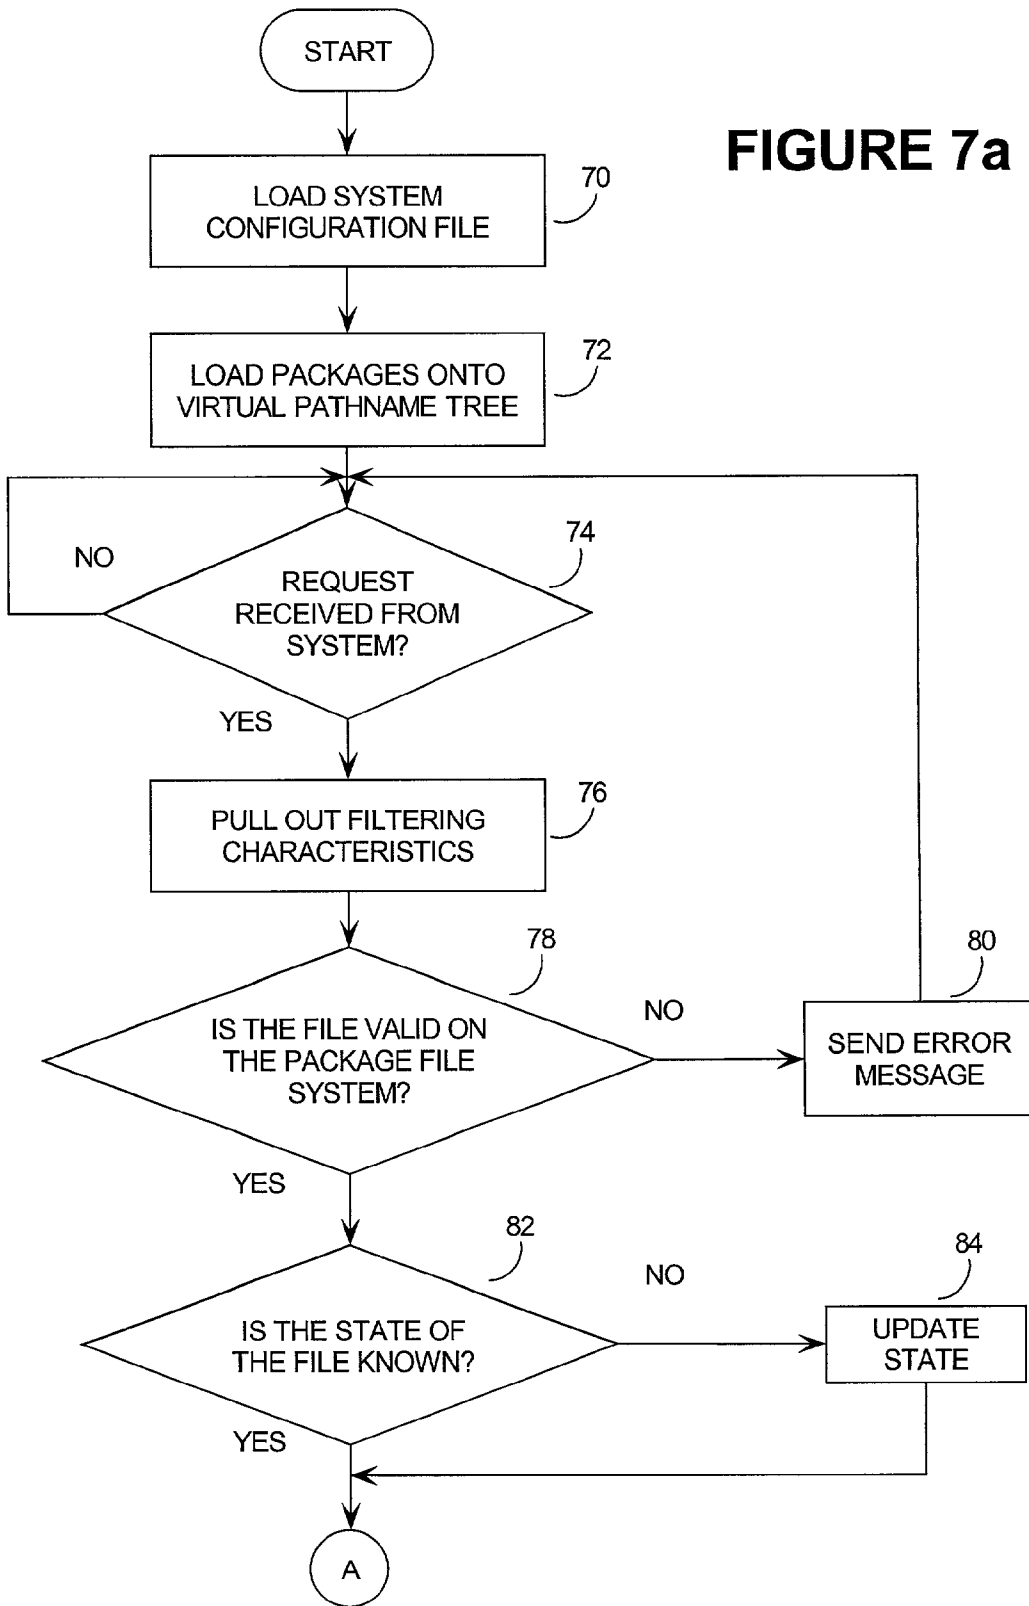 START
FIGURE 7a
70
LOAD SYSTEM
CONFIGURATION FILE
72
LOAD PACKAGES ONTO
VIRTUAL PATHNAME TREE
74
NO
REQUEST
RECEIVED FROM
SYSTEM?
YES
76
PULL OUT FILTERING
CHARACTERISTICS
78
80
NO
IS THE FILE VALID ON
THE PACKAGE FILE
SYSTEM?
SEND ERROR
MESSAGE
YES
82
84
NO
IS THE STATE OF
THE FILE KNOWN?
UPDATE
STATE
YES
A